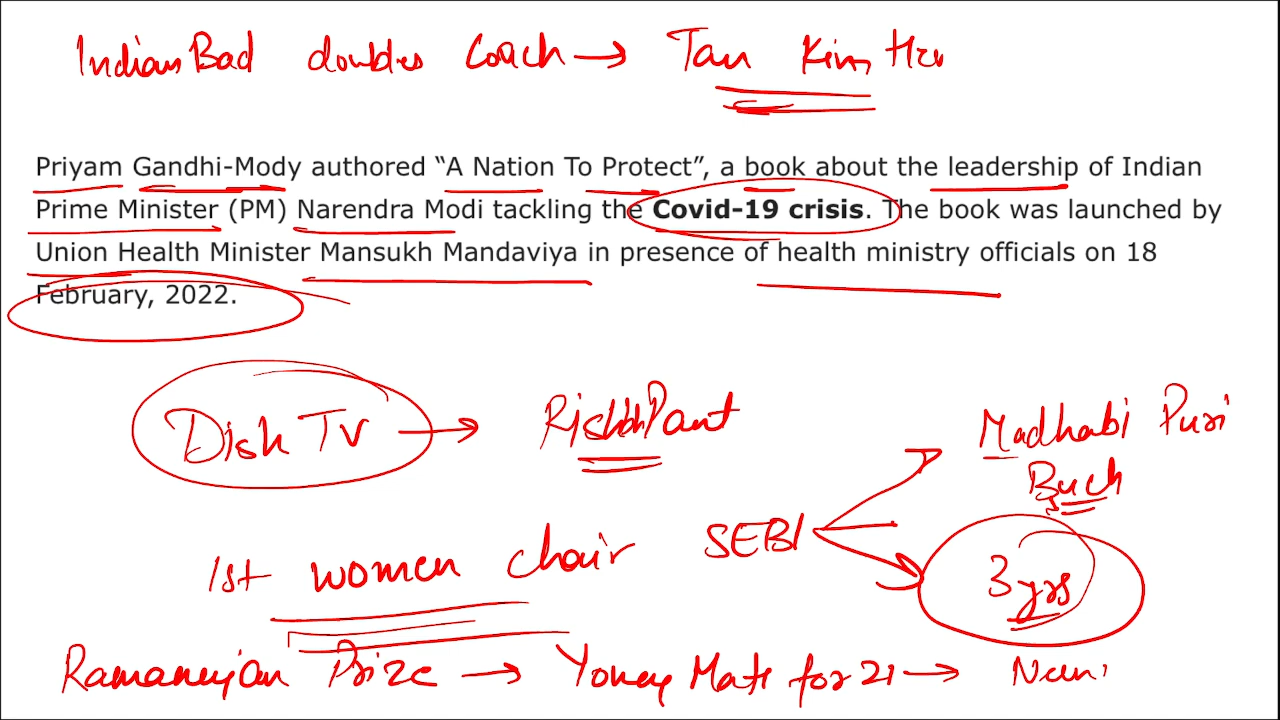 Indian Bad doubles Coach → Tan Kim Her
Priyam Gandhi-Mody authored “A Nation To Protect”, a book about the leadership of Indian
Prime Minister (PM) Narendra Modi tackling the Covid-19 crisis. The book was launched by
Union Health Minister Mansukh Mandaviya in presence of health ministry officials on 18
February, 2022.
Dish TV → Rishbh Pant
Madhabi Puri
Buch
SEBI
1st women chair
3 yrs
Ramanujan Prize → Young Math for 21 →